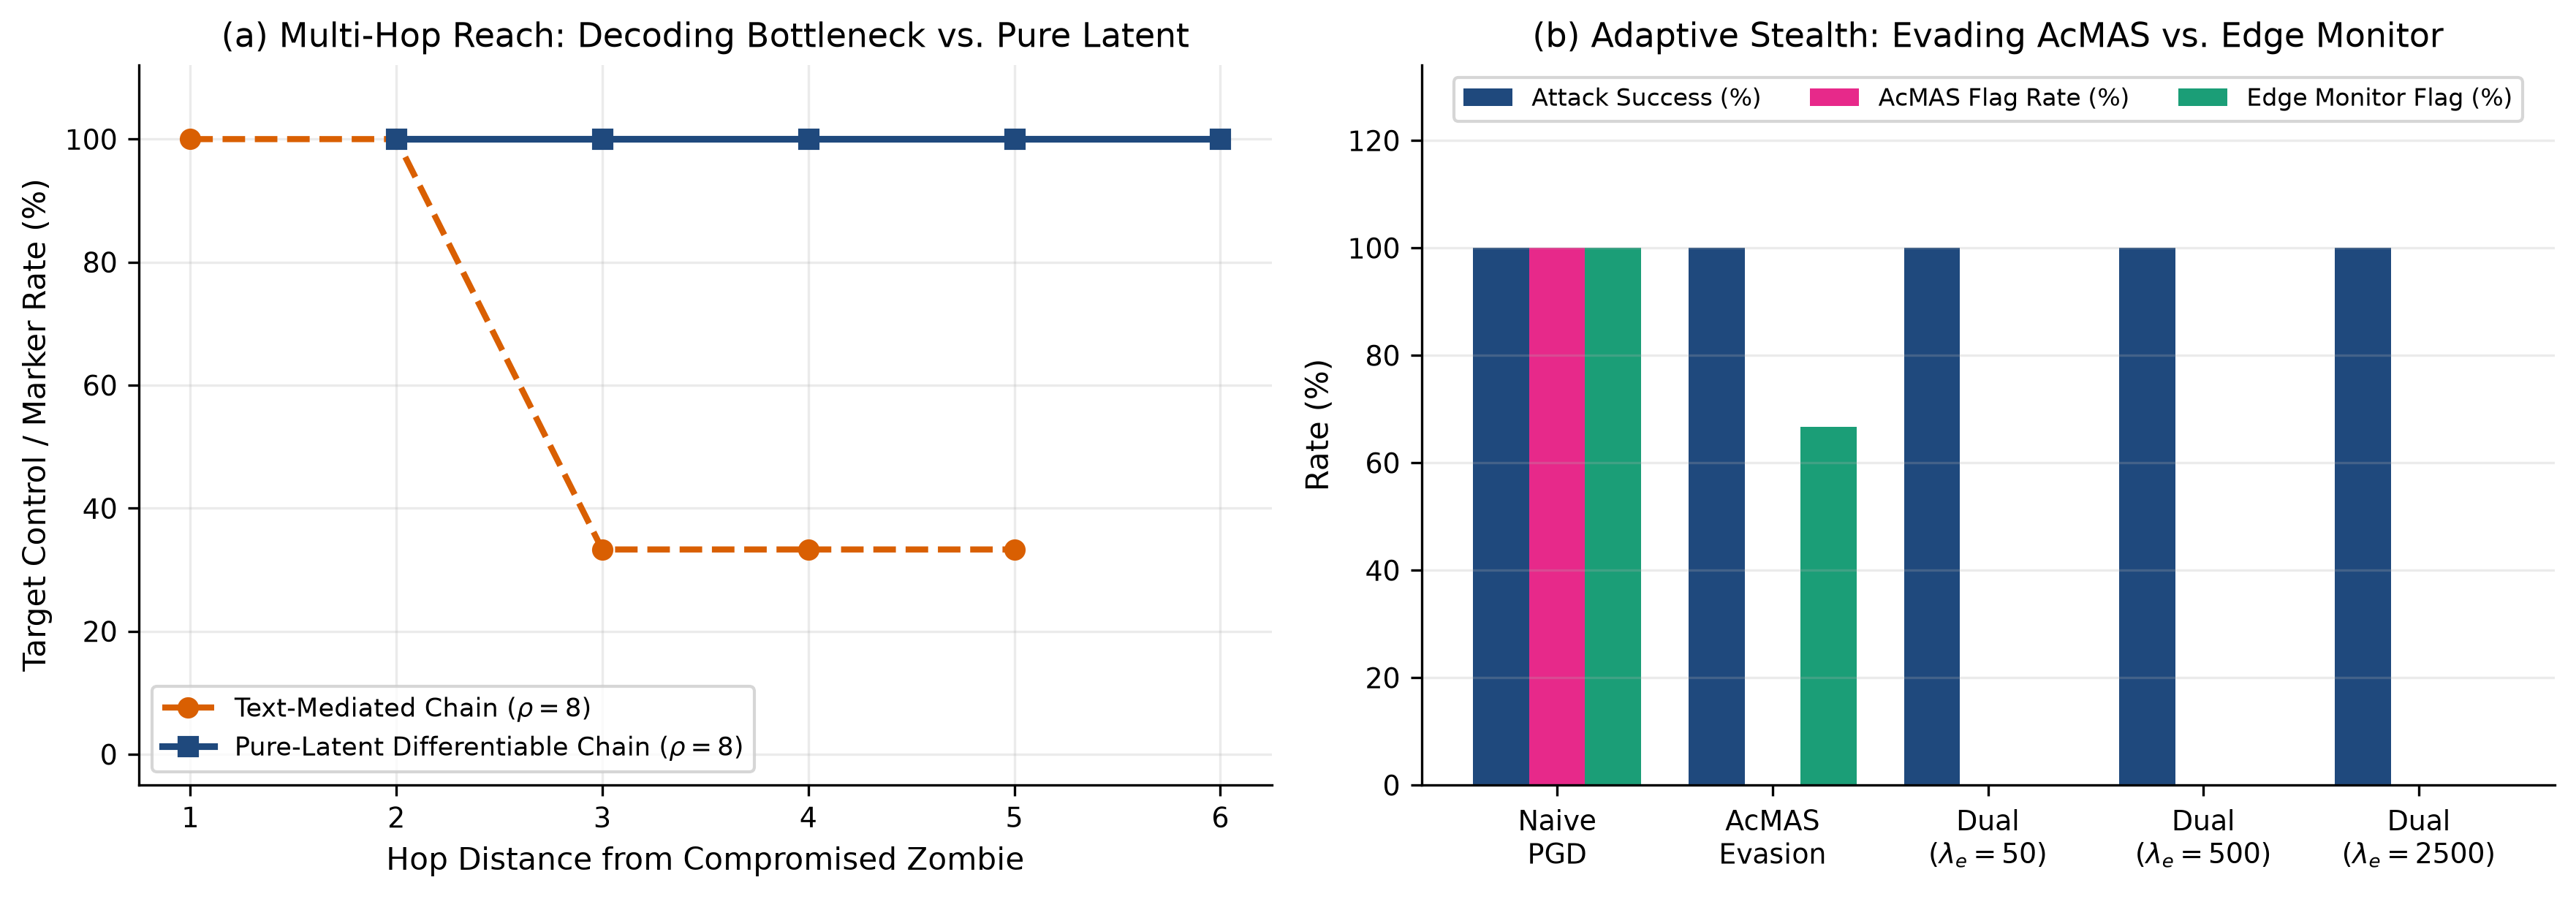 (a) Multi-Hop Reach: Decoding Bottleneck vs. Pure Latent
Target Control / Marker Rate (%)
100
80
60
40
20
0
Text-Mediated Chain (ρ = 8)
Pure-Latent Differentiable Chain (ρ = 8)
1 2 3 4 5 6
Hop Distance from Compromised Zombie
(b) Adaptive Stealth: Evading AcMAS vs. Edge Monitor
Attack Success (%) AcMAS Flag Rate (%) Edge Monitor Flag (%)
Rate (%)
120
100
80
60
40
20
0
Naive AcMAS Dual Dual Dual
PGD Evasion (λe = 50) (λe = 500) (λe = 2500)